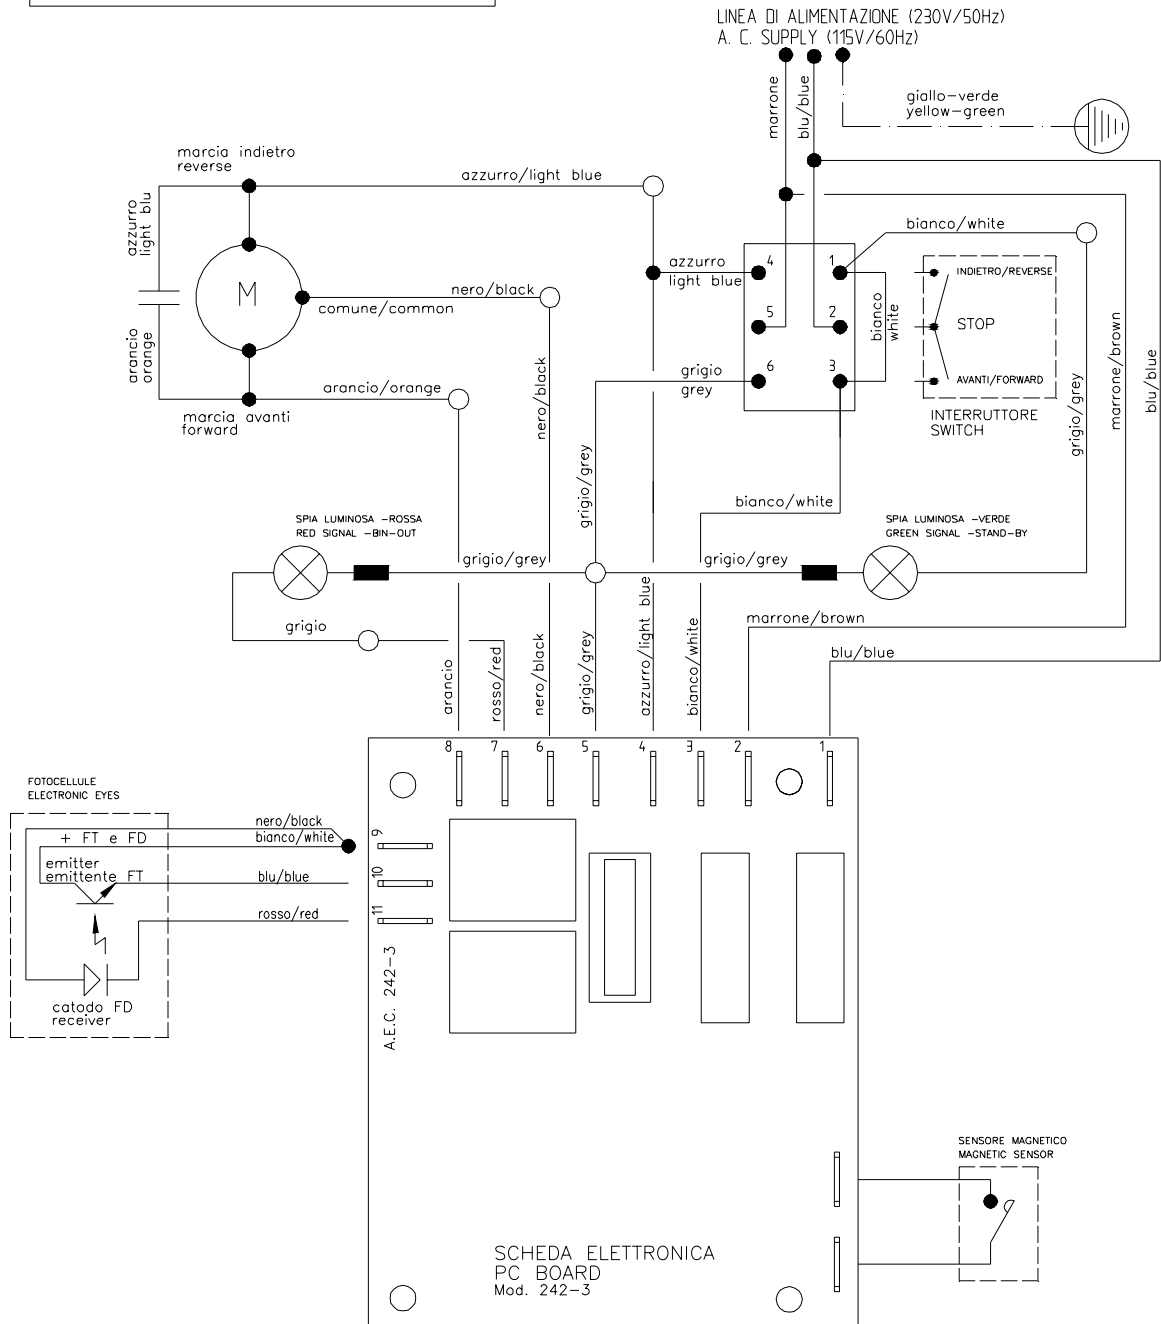 LINEA DI ALIMENTAZIONE (230V/50Hz)
A. C. SUPPLY (115V/60Hz)
marrone
blu/blue
giallo-verde
yellow-green
marcia indietro
reverse
azzurro/light blue
azzurro
light blu
M
nero/black
comune/common
arancio
orange
arancio/orange
marcia avanti
forward
nero/black
azzurro
light blue
4
1
5
2
6
3
bianco/white
bianco
white
grigio
grey
INDIETRO/REVERSE
STOP
AVANTI/FORWARD
INTERRUTTORE
SWITCH
grigio/grey
marrone/brown
blu/blue
grigio/grey
bianco/white
SPIA LUMINOSA -ROSSA
RED SIGNAL -BIN-OUT
SPIA LUMINOSA -VERDE
GREEN SIGNAL -STAND-BY
grigio/grey
grigio/grey
grigio
marrone/brown
blu/blue
arancio
rosso/red
nero/black
grigio/grey
azzurro/light blue
bianco/white
8
7
6
5
4
3
2
1
FOTOCELLULE
ELECTRONIC EYES
nero/black
+ FT e FD
bianco/white
emitter
emittente FT
blu/blue
rosso/red
catodo FD
receiver
9
10
11
A.E.C. 242-3
SENSORE MAGNETICO
MAGNETIC SENSOR
SCHEDA ELETTRONICA
PC BOARD
Mod. 242-3